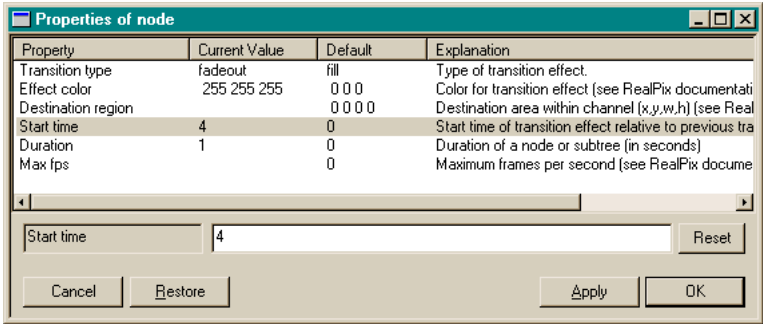 Properties of node
Property Current Value Default Explanation
Transition type fadeout fill Type of transition effect.
Effect color 255 255 255 0 0 0 Color for transition effect (see RealPix documentati
Destination region 0 0 0 0 Destination area within channel (x,y,w,h) (see Real
Start time 4 0 Start time of transition effect relative to previous tra
Duration 1 0 Duration of a node or subtree (in seconds)
Max fps 0 Maximum frames per second (see RealPix docume
Start time 4 Reset
Cancel Restore Apply OK